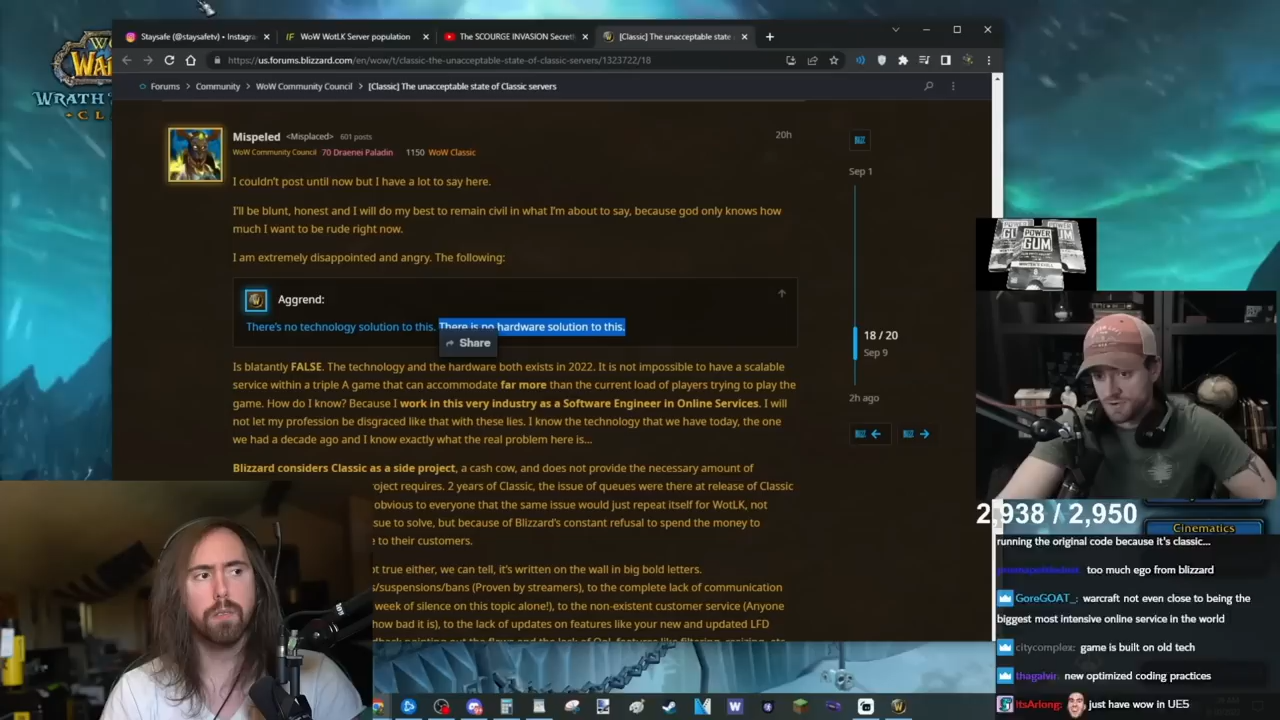 Staysafe (@staysafetv) • Instagra
WoW WotLK Server population
The SCOURGE INVASION Secret
[Classic] The unacceptable state
https://us.forums.blizzard.com/en/wow/t/classic-the-unacceptable-state-of-classic-servers/1323722/18
Forums > Community > WoW Community Council > [Classic] The unacceptable state of Classic servers
WRATH
Mispeled <Misplaced> 601 posts
20h
WoW Community Council 70 Draenei Paladin 1150 WoW Classic
I couldn't post until now but I have a lot to say here.
I'll be blunt, honest and I will do my best to remain civil in what I'm about to say, because god only knows how
much I want to be rude right now.
I am extremely disappointed and angry. The following:
Aggrend:
There's no technology solution to this. There is no hardware solution to this.
Share
Is blatantly FALSE. The technology and the hardware both exists in 2022. It is not impossible to have a scalable
service within a triple A game that can accommodate far more than the current load of players trying to play the
game. How do I know? Because I work in this very industry as a Software Engineer in Online Services. I will
not let my profession be disgraced like that with these lies. I know the technology that we have today, the one
we had a decade ago and I know exactly what the real problem here is...
Blizzard considers Classic as a side project, a cash cow, and does not provide the necessary amount of
oject requires. 2 years of Classic, the issue of queues were there at release of Classic
obvious to everyone that the same issue would just repeat itself for WotLK, not
sue to solve, but because of Blizzard's constant refusal to spend the money to
e to their customers.
ot true either, we can tell, it's written on the wall in big bold letters.
s/suspensions/bans (Proven by streamers), to the complete lack of communication
week of silence on this topic alone!), to the non-existent customer service (Anyone
how bad it is), to the lack of updates on features like your new and updated LFD
Sep 1
18 / 20
Sep 9
2h ago
POWER
GUM
2,938 / 2,950
Cinematics
running the original code because it's classic...
too much ego from blizzard
GoreGOAT_: warcraft not even close to being the
biggest most intensive online service in the
world
citycomplex: game is built on old tech
thagalvir: new optimized coding practices
ItsArlong: just have wow in UE5